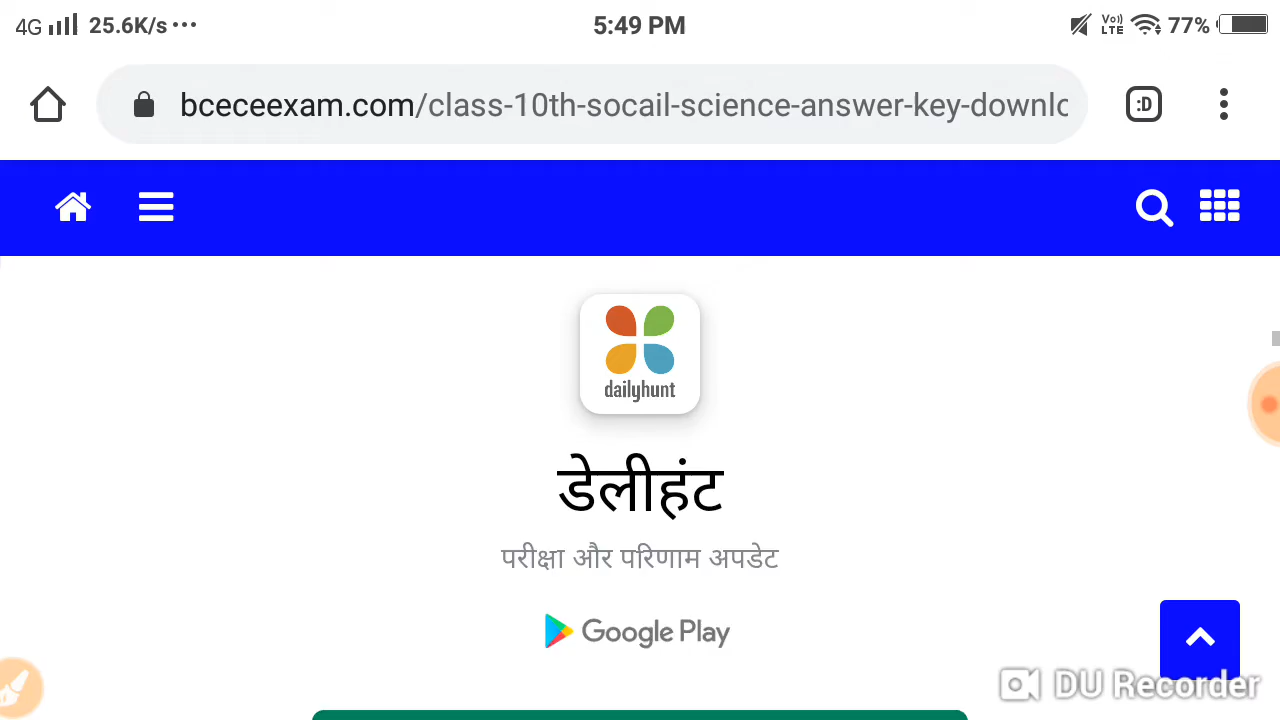 4G 25.6K/s ••• 5:49 PM Vo)) LTE 77%
bceceexam.com/class-10th-socail-science-answer-key-downlo
:D
dailyhunt
डेलीहंट
परीक्षा और परिणाम अपडेट
Google Play
DU Recorder